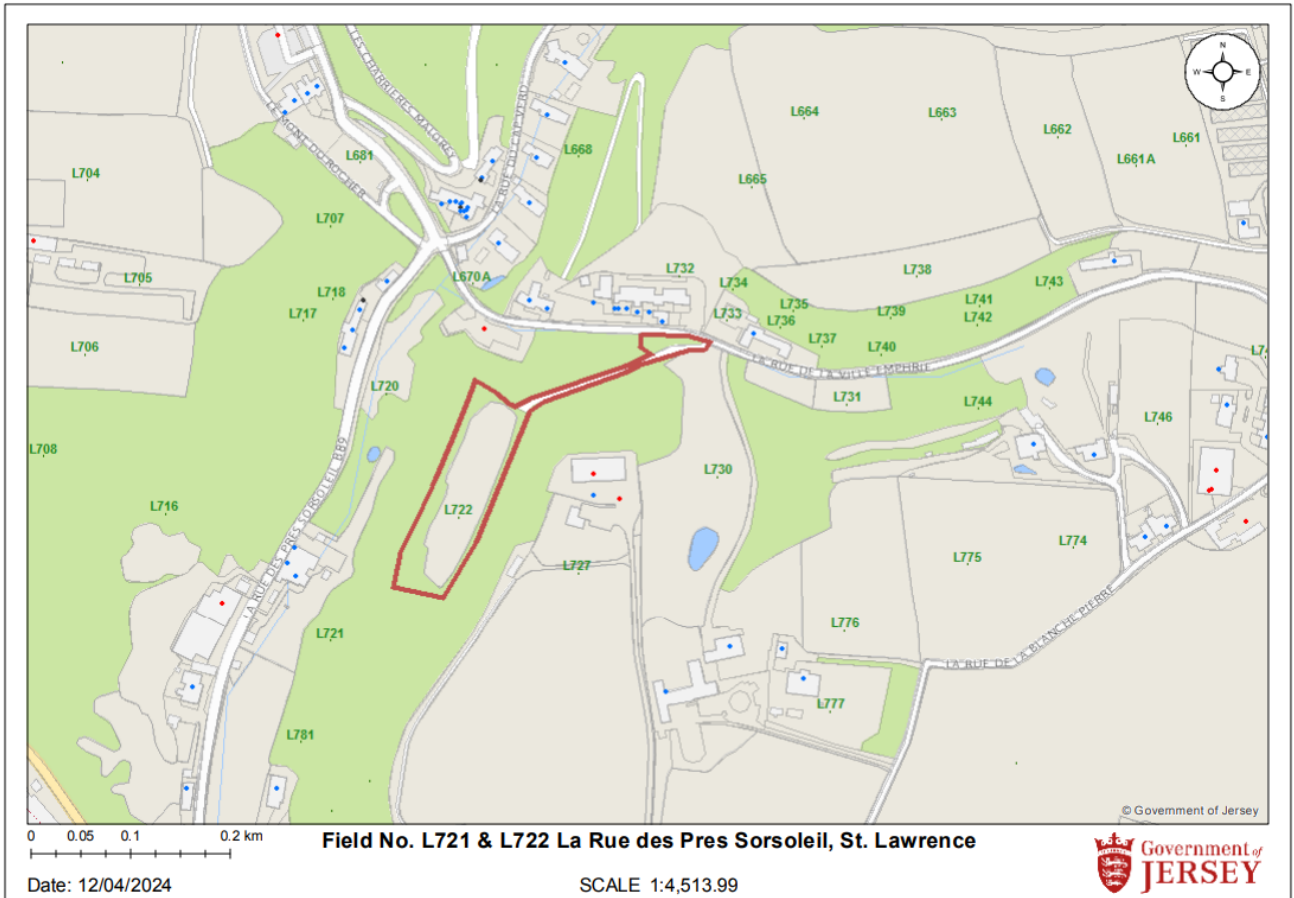 N
W E
S
LES CHARRIERES MALORES
LE MONT DU ROCHER
LA RUE DU CAP VERD
L664
L663
L662
L661
L661A
L681
L668
L704
L665
L707
L705
L670A
L732
L738
L734
L743
L718
L735
L741
L717
L733
L736
L739
L742
L737
L706
L740
LA RUE DE LA VILLE EMPHRIE
L720
L731
L744
L746
L708
LA RUE DES PRES SORSOLEIL B89
L730
L716
L722
L774
L775
L727
LA RUE DE LA BLANCHE PIERRE
L776
L721
L777
L781
© Government of Jersey
0 0.05 0.1 0.2 km
Field No. L721 & L722 La Rue des Pres Sorsoleil, St. Lawrence
Government of
JERSEY
Date: 12/04/2024
SCALE 1:4,513.99